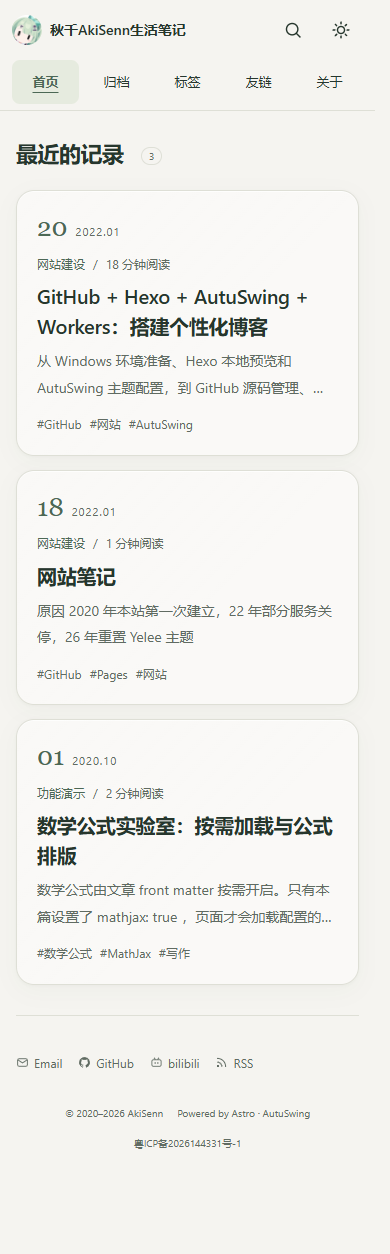 秋千AkiSenn生活笔记
首页 归档 标签 友链 关于
最近的记录 3
20 2022.01
网站建设 / 18 分钟阅读
GitHub + Hexo + AutuSwing +
Workers：搭建个性化博客
从 Windows 环境准备、Hexo 本地预览和
AutuSwing 主题配置，到 GitHub 源码管理、...
#GitHub #网站 #AutuSwing
18 2022.01
网站建设 / 1 分钟阅读
网站笔记
原因 2020 年本站第一次建立，22 年部分服务关
停，26 年重置 Yelee 主题
#GitHub #Pages #网站
01 2020.10
功能演示 / 2 分钟阅读
数学公式实验室：按需加载与公式
排版
数学公式由文章 front matter 按需开启。只有本
篇设置了 mathjax: true ，页面才会加载配置的...
#数学公式 #MathJax #写作
Email GitHub bilibili RSS
© 2020–2026 AkiSenn Powered by Astro · AutuSwing
粤ICP备2026144331号-1